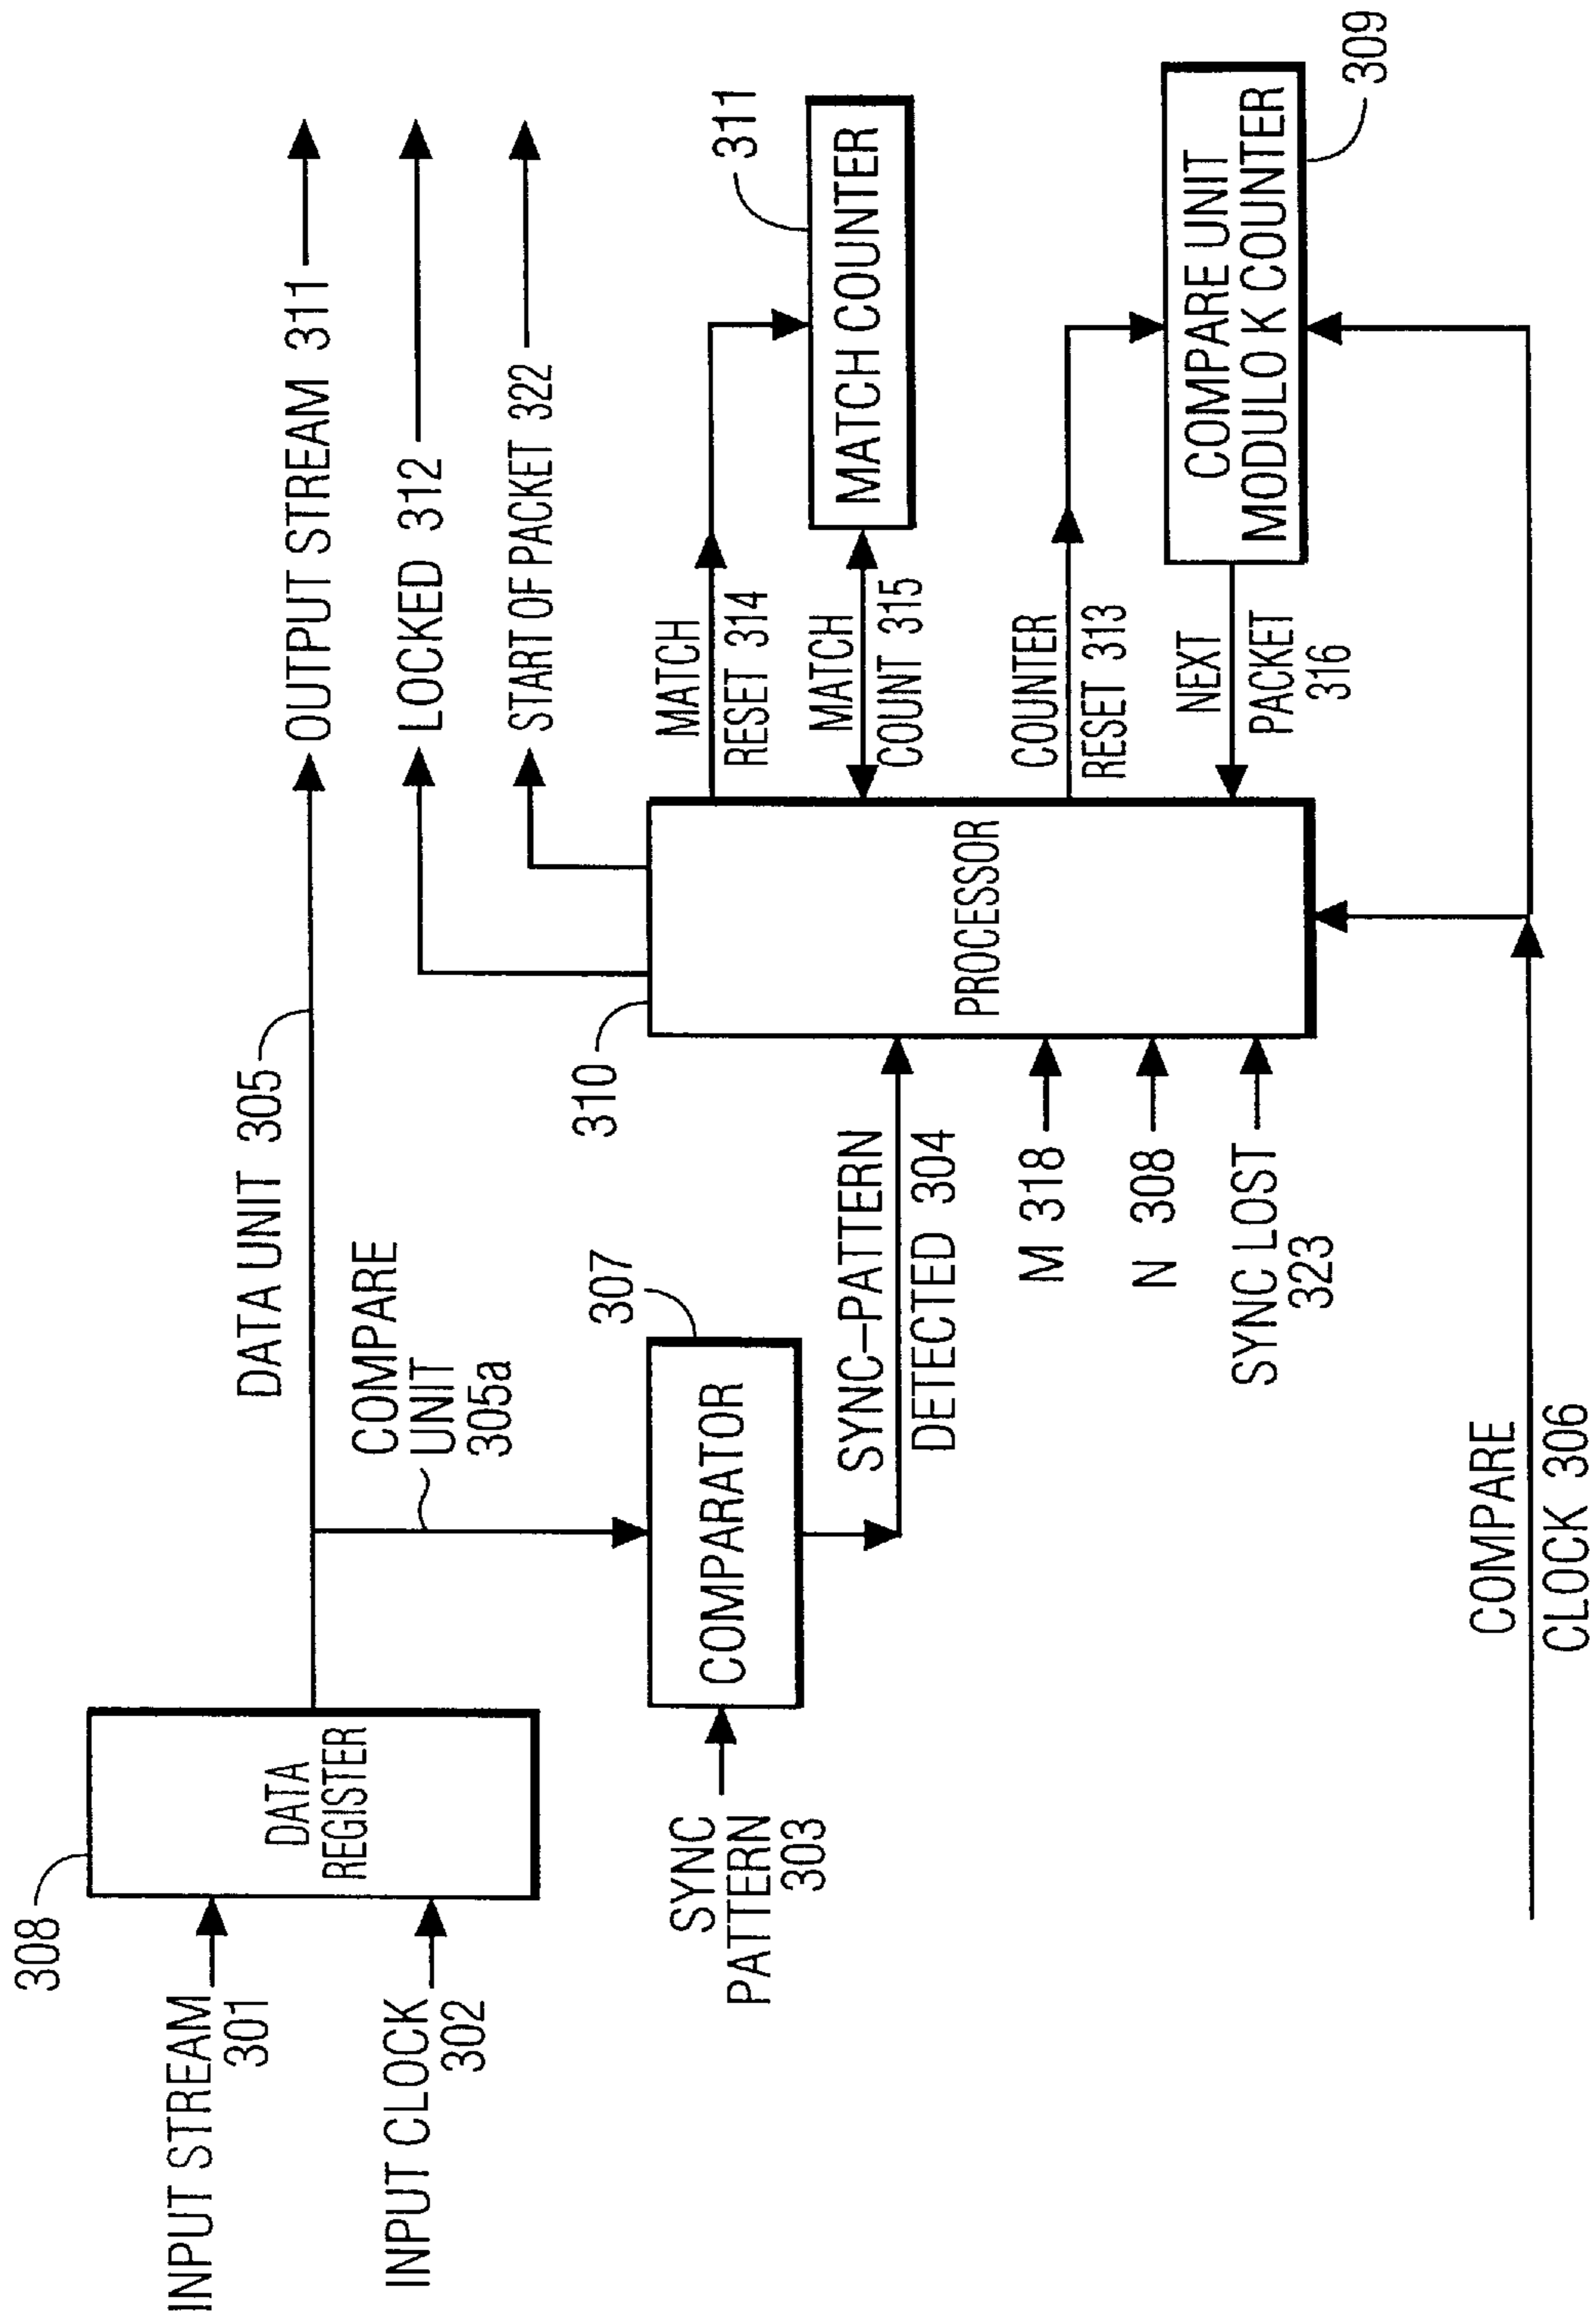 INPUT STREAM
301
INPUT CLOCK
302
308
DATA
REGISTER
DATA UNIT 305
COMPARE
UNIT
305a
OUTPUT STREAM 311
LOCKED 312
START OF PACKET 322
SYNC
PATTERN
303
COMPARATOR
307
SYNC–PATTERN
DETECTED 304
M 318
N 308
SYNC LOST
323
310
PROCESSOR
MATCH
RESET 314
MATCH
COUNT 315
COUNTER
RESET 313
NEXT
PACKET
316
311
MATCH COUNTER
COMPARE UNIT
MODULO K COUNTER
309
COMPARE
CLOCK 306